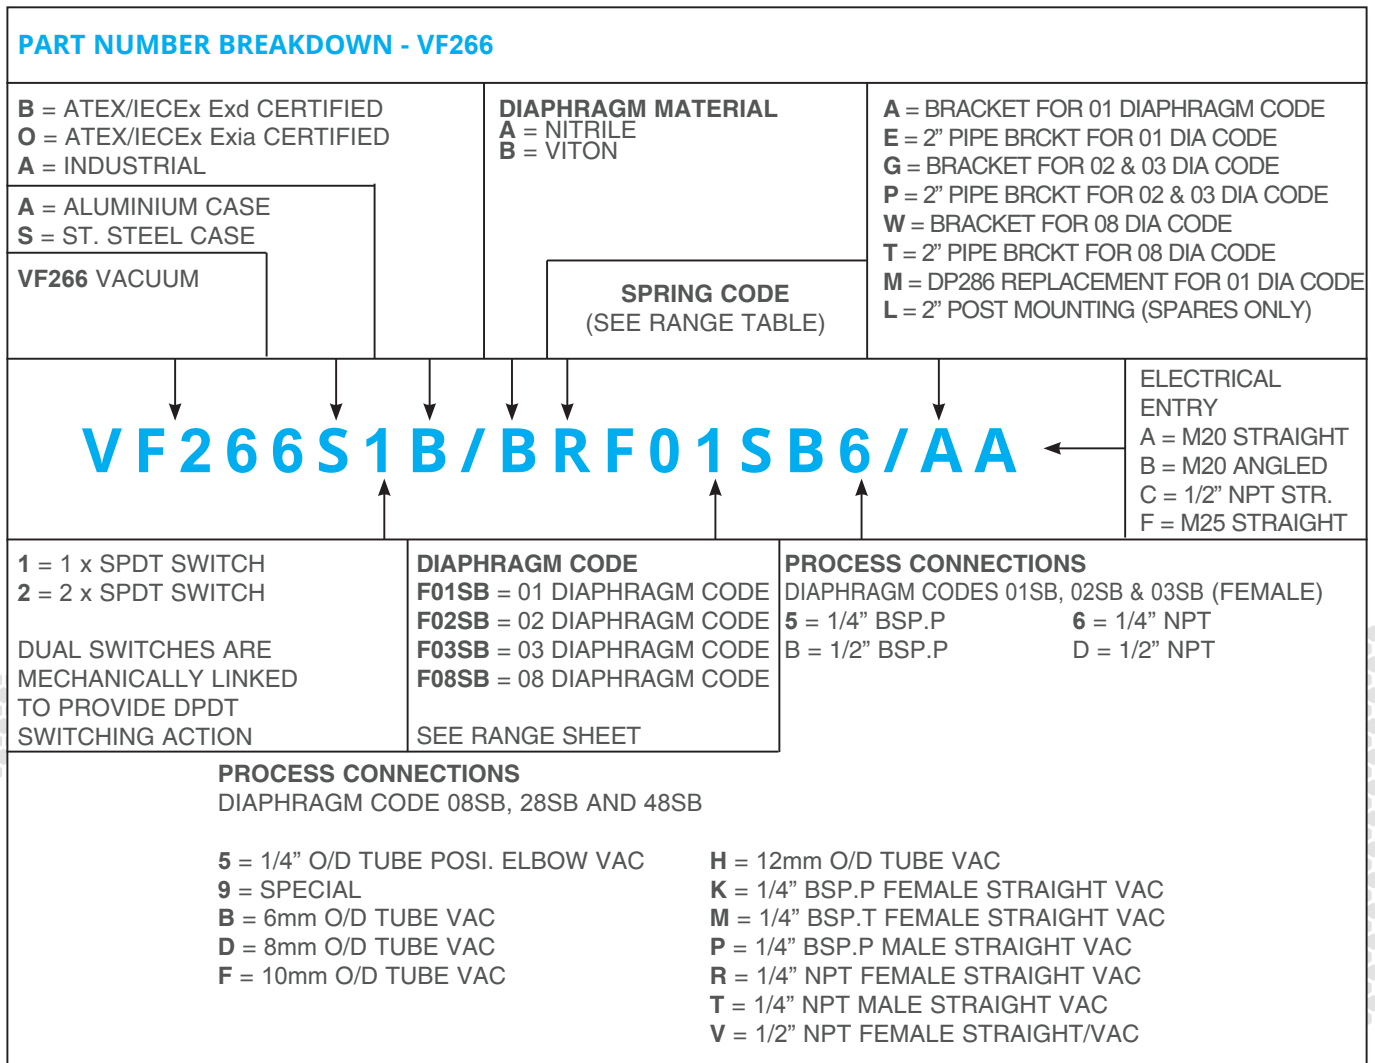 PART NUMBER BREAKDOWN - VF266
B = ATEX/IECEx Exd CERTIFIED
O = ATEX/IECEx Exia CERTIFIED
A = INDUSTRIAL
A = ALUMINIUM CASE
S = ST. STEEL CASE
VF266 VACUUM
DIAPHRAGM MATERIAL
A = NITRILE
B = VITON
SPRING CODE
(SEE RANGE TABLE)
A = BRACKET FOR 01 DIAPHRAGM CODE
E = 2” PIPE BRCKT FOR 01 DIA CODE
G = BRACKET FOR 02 & 03 DIA CODE
P = 2” PIPE BRCKT FOR 02 & 03 DIA CODE
W = BRACKET FOR 08 DIA CODE
T = 2” PIPE BRCKT FOR 08 DIA CODE
M = DP286 REPLACEMENT FOR 01 DIA CODE
L = 2” POST MOUNTING (SPARES ONLY)
VF266S1B/BRF01SB6/AA
ELECTRICAL
ENTRY
A = M20 STRAIGHT
B = M20 ANGLED
C = 1/2” NPT STR.
F = M25 STRAIGHT
1 = 1 x SPDT SWITCH
2 = 2 x SPDT SWITCH
DUAL SWITCHES ARE
MECHANICALLY LINKED
TO PROVIDE DPDT
SWITCHING ACTION
DIAPHRAGM CODE
F01SB = 01 DIAPHRAGM CODE
F02SB = 02 DIAPHRAGM CODE
F03SB = 03 DIAPHRAGM CODE
F08SB = 08 DIAPHRAGM CODE
SEE RANGE SHEET
PROCESS CONNECTIONS
DIAPHRAGM CODES 01SB, 02SB & 03SB (FEMALE)
5 = 1/4” BSP.P 6 = 1/4” NPT
B = 1/2” BSP.P D = 1/2” NPT
PROCESS CONNECTIONS
DIAPHRAGM CODE 08SB, 28SB AND 48SB
5 = 1/4” O/D TUBE POSI. ELBOW VAC
9 = SPECIAL
B = 6mm O/D TUBE VAC
D = 8mm O/D TUBE VAC
F = 10mm O/D TUBE VAC
H = 12mm O/D TUBE VAC
K = 1/4” BSP.P FEMALE STRAIGHT VAC
M = 1/4” BSP.T FEMALE STRAIGHT VAC
P = 1/4” BSP.P MALE STRAIGHT VAC
R = 1/4” NPT FEMALE STRAIGHT VAC
T = 1/4” NPT MALE STRAIGHT VAC
V = 1/2” NPT FEMALE STRAIGHT/VAC